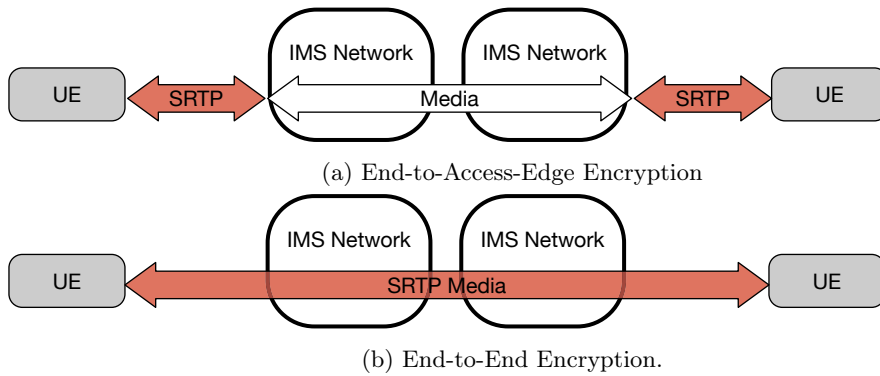 IMS Network IMS Network
UE SRTP Media SRTP UE
(a) End-to-Access-Edge Encryption
IMS Network IMS Network
UE SRTP Media UE
(b) End-to-End Encryption.